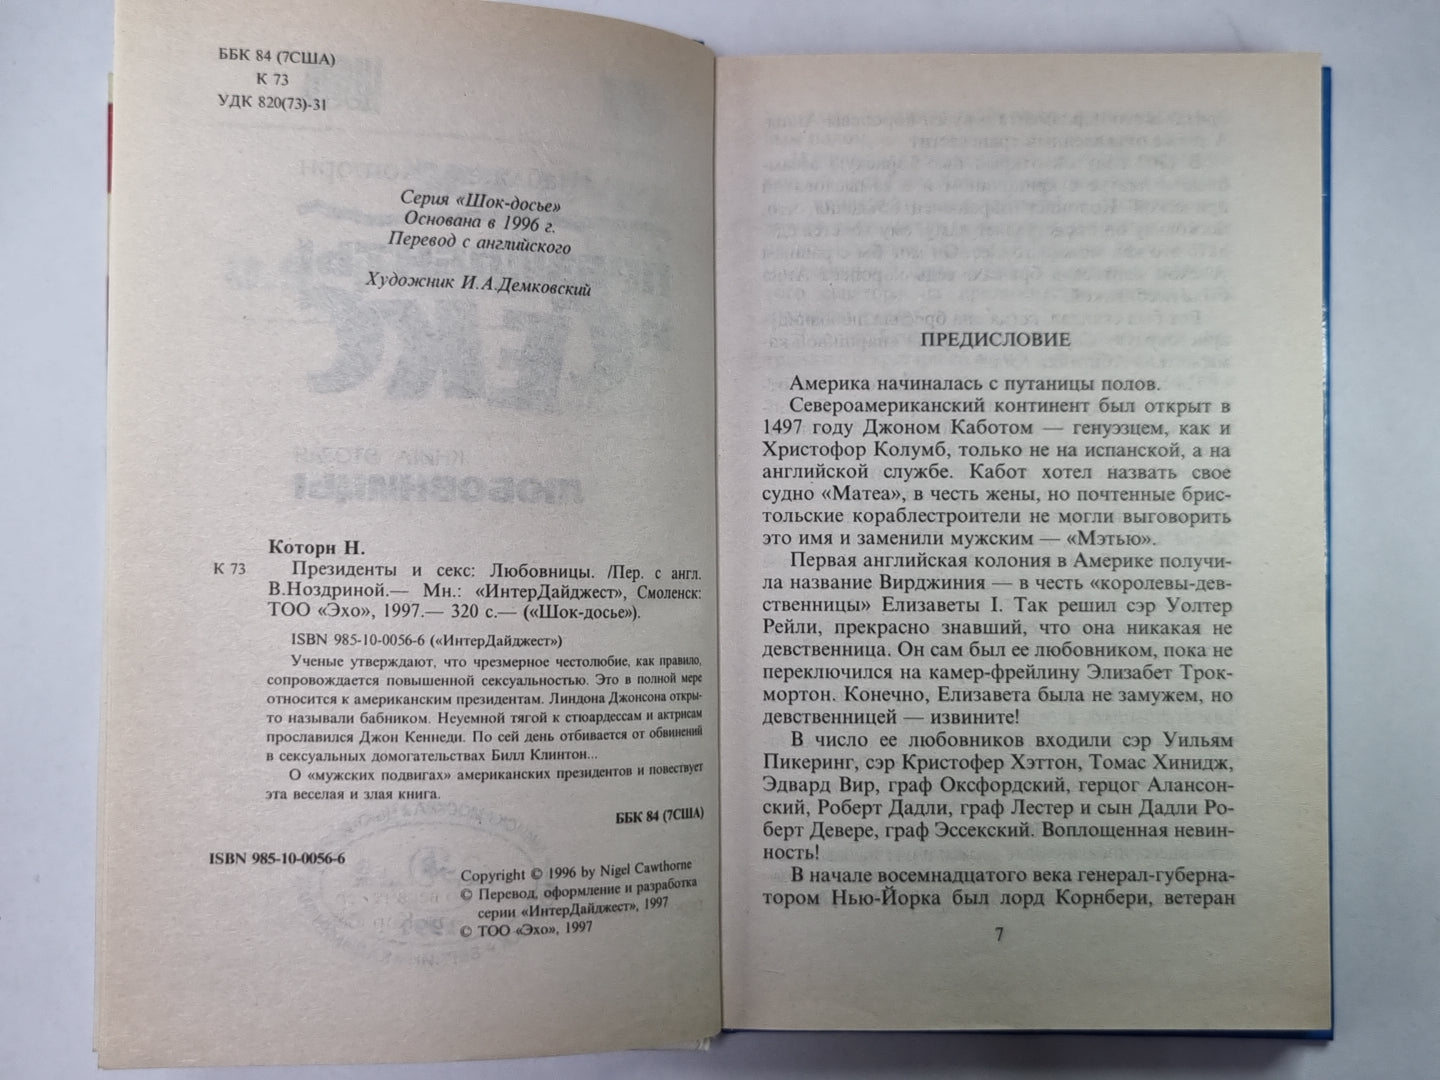 ББК 84 (7США)
К 73
УДК 820(73)-31
Серия «Шок-досье»
Основана в 1996 г.
Перевод с английского
Художник И.А.Демковский
Которн Н.
К 73 Президенты и секс: Любовницы. /Пер. с англ.
В.Ноздриной.— Мн.: «ИнтерДайджест», Смоленск:
ТОО «Эхо», 1997.— 320 с.— («Шок-досье»).
ISBN 985-10-0056-6 («ИнтерДайджест»)
Ученые утверждают, что чрезмерное честолюбие, как правило,
сопровождается повышенной сексуальностью. Это в полной мере
относится к американским президентам. Линдона Джонсона откры-
то называли бабником. Неуемной тягой к стюардессам и актрисам
прославился Джон Кеннеди. По сей день отбивается от обвинений
в сексуальных домогательствах Билл Клинтон...
О «мужских подвигах» американских президентов и повествует
эта веселая и злая книга.
ББК 84 (7США)
ISBN 985-10-0056-6
Copyright © 1996 by Nigel Cawthorne
© Перевод, оформление и разработка
серии «ИнтерДайджест», 1997
© ТОО «Эхо», 1997
ПРЕДИСЛОВИЕ
Америка начиналась с путаницы полов.
Североамериканский континент был открыт в
1497 году Джоном Каботом — генуэзцем, как и
Христофор Колумб, только не на испанской, а на
английской службе. Кабот хотел назвать свое
судно «Матеа», в честь жены, но почтенные брис-
тольские кораблестроители не могли выговорить
это имя и заменили мужским — «Мэтью».
Первая английская колония в Америке получи-
ла название Вирджиния — в честь «королевы-дев-
ственницы» Елизаветы I. Так решил сэр Уолтер
Рейли, прекрасно знавший, что она никакая не
девственница. Он сам был ее любовником, пока не
переключился на камер-фрейлину Элизабет Трок-
мортон. Конечно, Елизавета была не замужем, но
девственницей — извините!
В число ее любовников входили сэр Уильям
Пикеринг, сэр Кристофер Хэттон, Томас Хинидж,
Эдвард Вир, граф Оксфордский, герцог Алансон-
ский, Роберт Дадли, граф Лестер и сын Дадли Ро-
берт Девере, граф Эссекский. Воплощенная невин-
ность!
В начале восемнадцатого века генерал-губерна-
тором Нью-Йорка был лорд Корнбери, ветеран
7